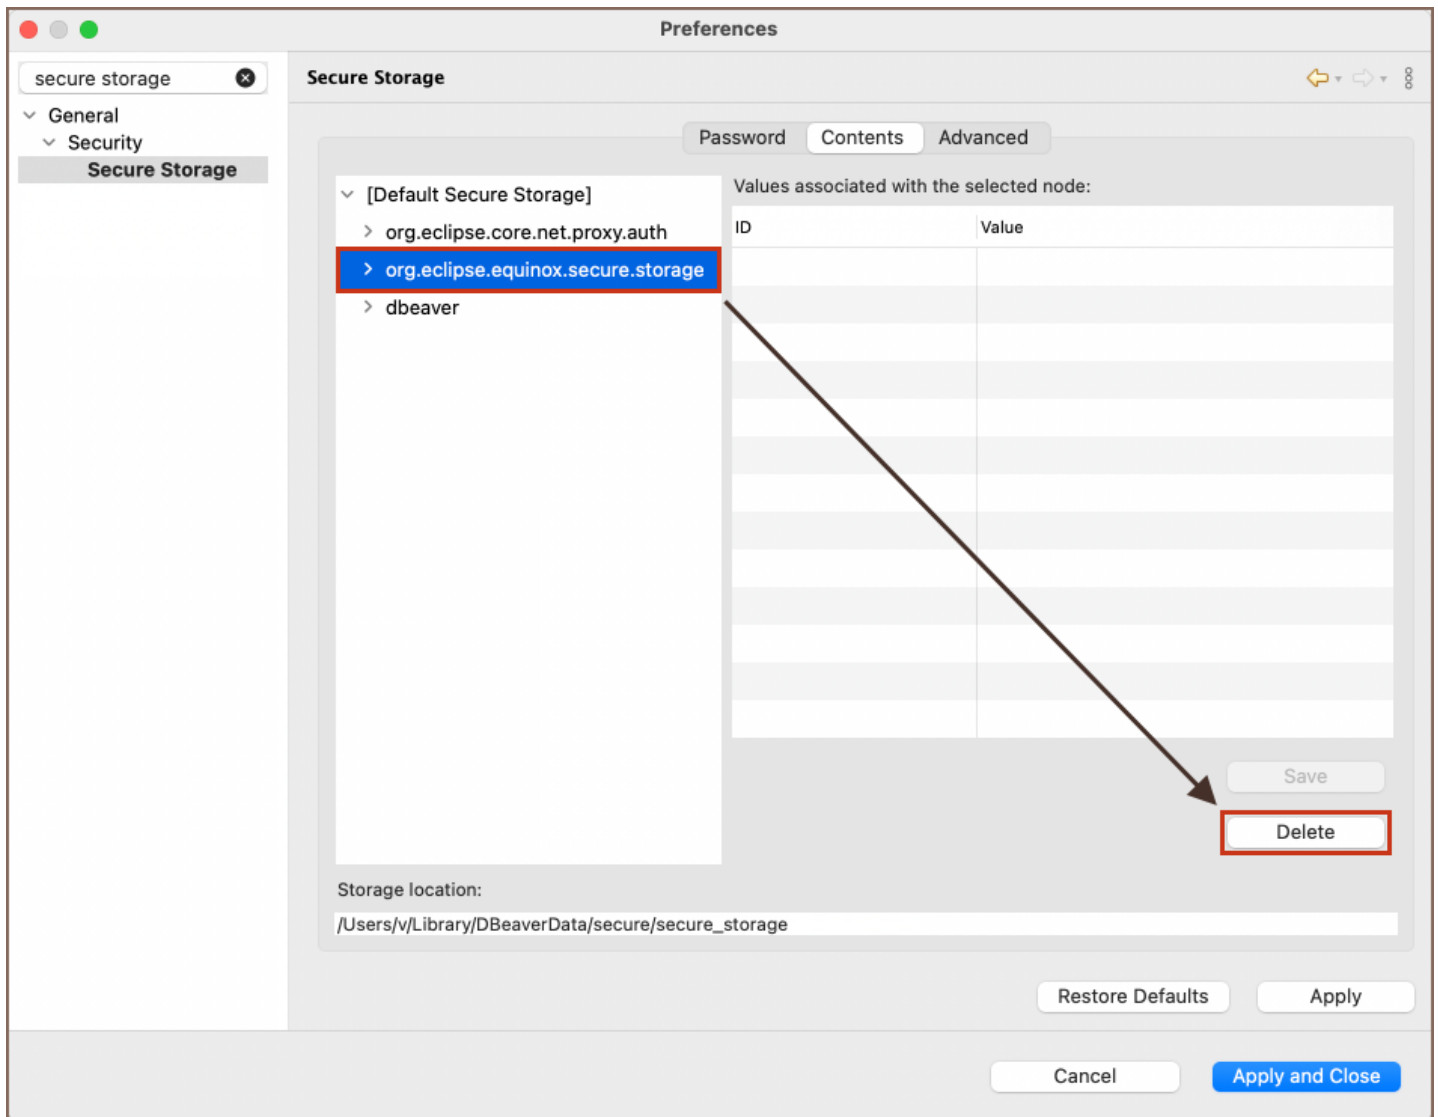 Preferences
secure storage
General
Security
Secure Storage
Secure Storage
Password Contents Advanced
[Default Secure Storage]
org.eclipse.core.net.proxy.auth
org.eclipse.equinox.secure.storage
dbeaver
Values associated with the selected node:
ID Value
Save
Delete
Storage location:
/Users/v/Library/DBeaverData/secure/secure_storage
Restore Defaults Apply
Cancel Apply and Close